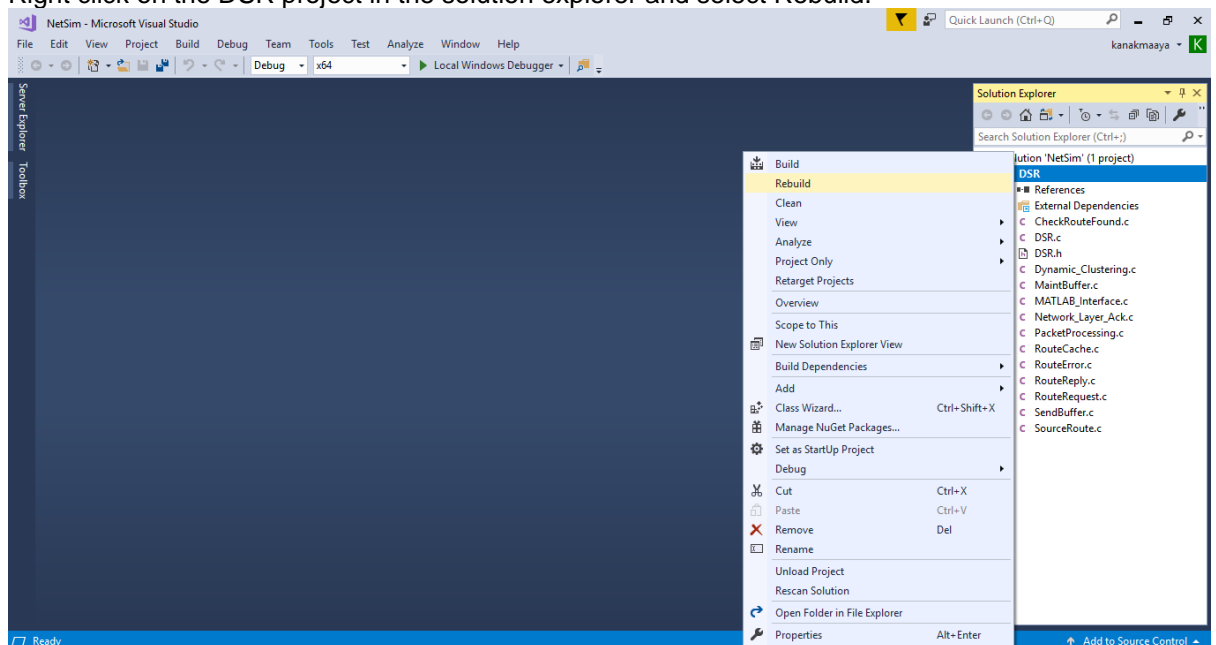 Right click on the DSR project in the solution explorer and select Rebuild.
NetSim - Microsoft Visual Studio
Quick Launch (Ctrl+Q)
File Edit View Project Build Debug Team Tools Test Analyze Window Help
kanakmaaya K
Debug x64 Local Windows Debugger
Server Explorer
Toolbox
Solution Explorer
Search Solution Explorer (Ctrl+;)
lution 'NetSim' (1 project)
DSR
References
External Dependencies
CheckRouteFound.c
DSR.c
DSR.h
Dynamic_Clustering.c
MaintBuffer.c
MATLAB_Interface.c
Network_Layer_Ack.c
PacketProcessing.c
RouteCache.c
RouteError.c
RouteReply.c
RouteRequest.c
SendBuffer.c
SourceRoute.c
Build
Rebuild
Clean
View
Analyze
Project Only
Retarget Projects
Overview
Scope to This
New Solution Explorer View
Build Dependencies
Add
Class Wizard... Ctrl+Shift+X
Manage NuGet Packages...
Set as StartUp Project
Debug
Cut Ctrl+X
Paste Ctrl+V
Remove Del
Rename
Unload Project
Rescan Solution
Open Folder in File Explorer
Properties Alt+Enter
Ready
Add to Source Control